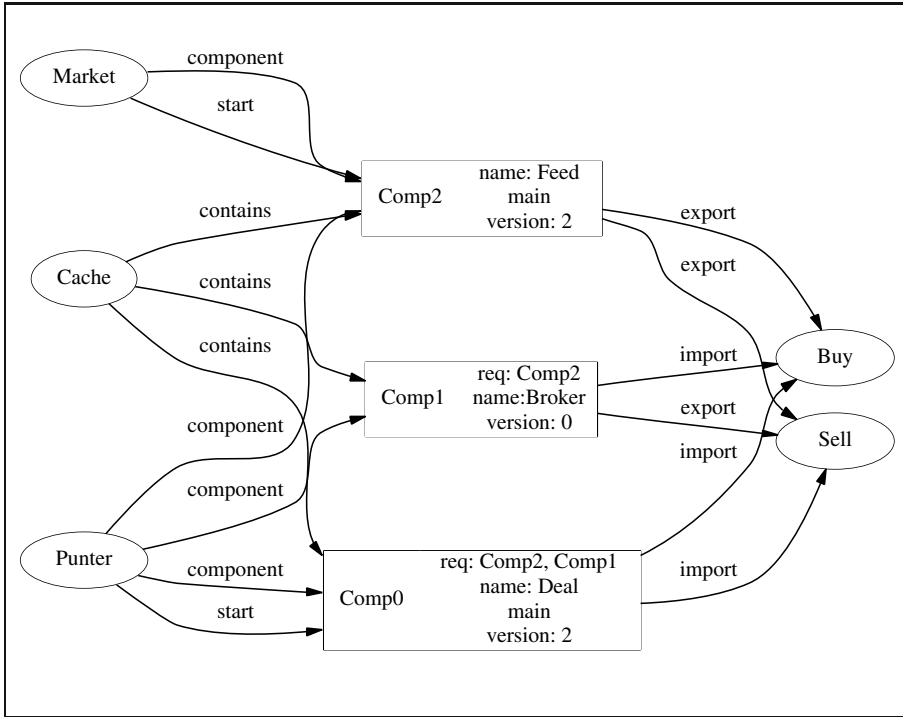 Market
component
start
Comp2
name: Feed
main
version: 2
Cache
contains
contains
contains
export
export
Buy
Sell
Comp1
req: Comp2
name:Broker
version: 0
import
export
import
component
component
Punter
component
start
Comp0
req: Comp2, Comp1
name: Deal
main
version: 2
import